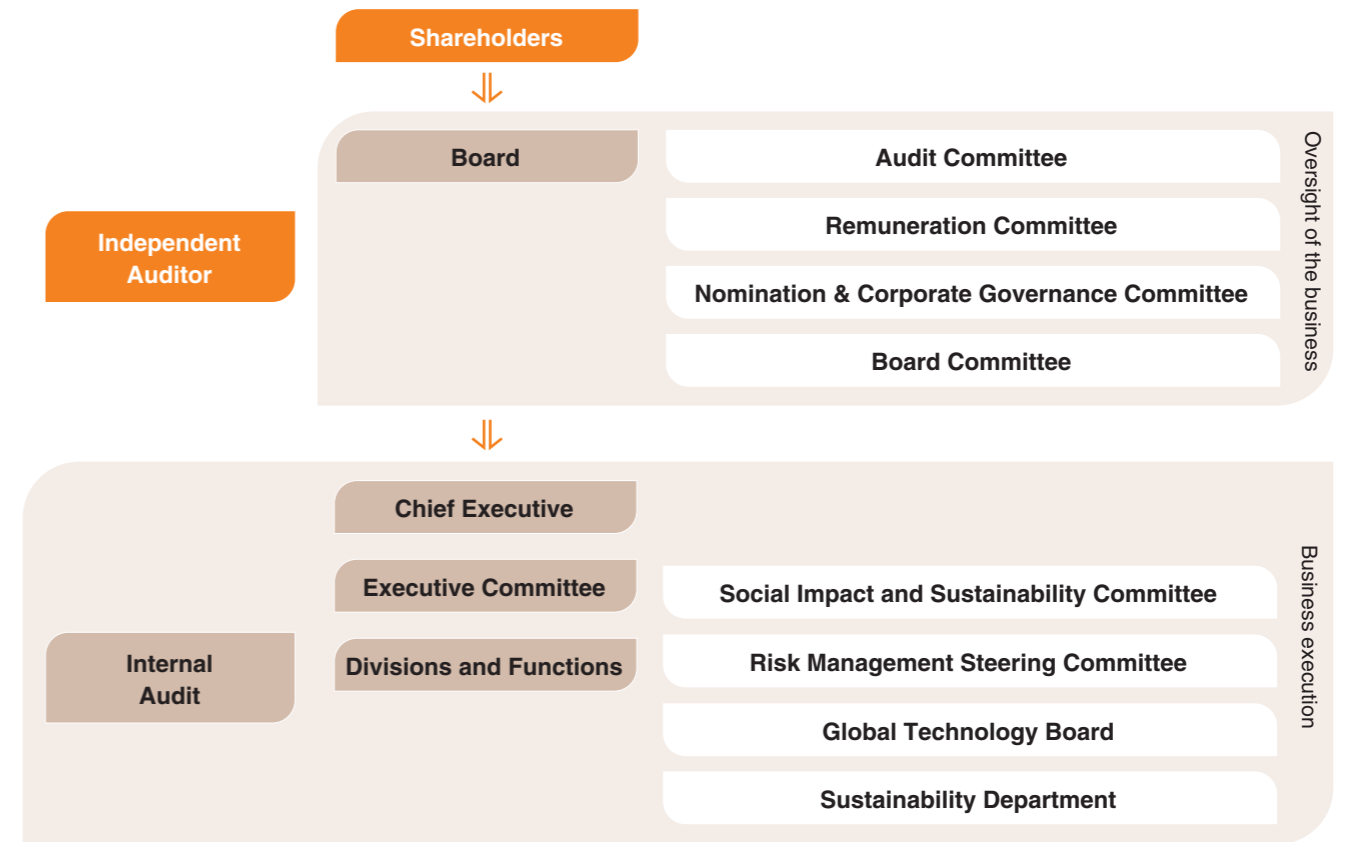 Shareholders
Board
Audit Committee
Remuneration Committee
Nomination & Corporate Governance Committee
Board Committee
Oversight of the business
Independent
Auditor
Chief Executive
Executive Committee
Divisions and Functions
Internal
Audit
Social Impact and Sustainability Committee
Risk Management Steering Committee
Global Technology Board
Sustainability Department
Business execution